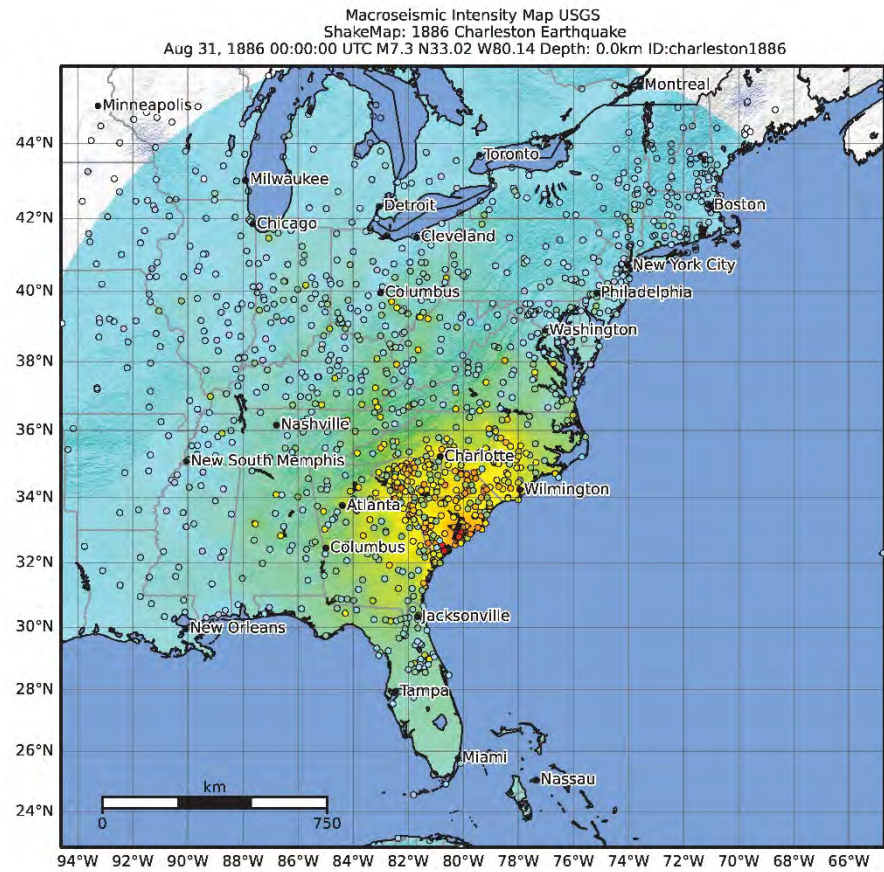 Macroseismic Intensity Map USGS
ShakeMap: 1886 Charleston Earthquake
Aug 31, 1886 00:00:00 UTC M7.3 N33.02 W80.14 Depth: 0.0km ID:charleston1886
Montreal
Minneapolis
44°N
Toronto
Milwaukee
Detroit
Boston
42°N
Chicago
Cleveland
New York City
40°N
Columbus
Philadelphia
Washington
38°N
36°N
Nashville
Charlotte
New South Memphis
34°N
Wilmington
Atlanta
Columbus
32°N
Jacksonville
30°N
New Orleans
28°N
Tampa
26°N
Miami
km
Nassau
24°N
0 750
94°W 92°W 90°W 88°W 86°W 84°W 82°W 80°W 78°W 76°W 74°W 72°W 70°W 68°W 66°W